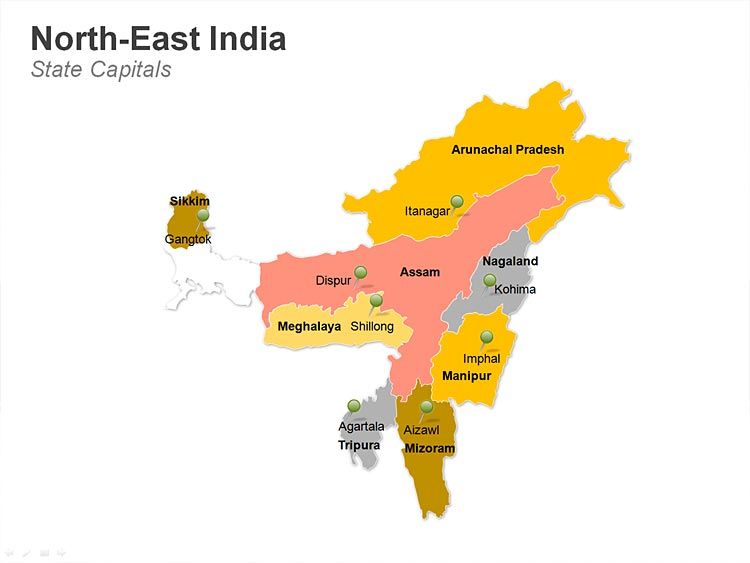 North-East India
State Capitals
Arunachal Pradesh
Sikkim
Itanagar
Gangtok
Nagaland
Assam
Dispur
Kohima
Meghalaya Shillong
Imphal
Manipur
Agartala
Aizawl
Tripura
Mizoram